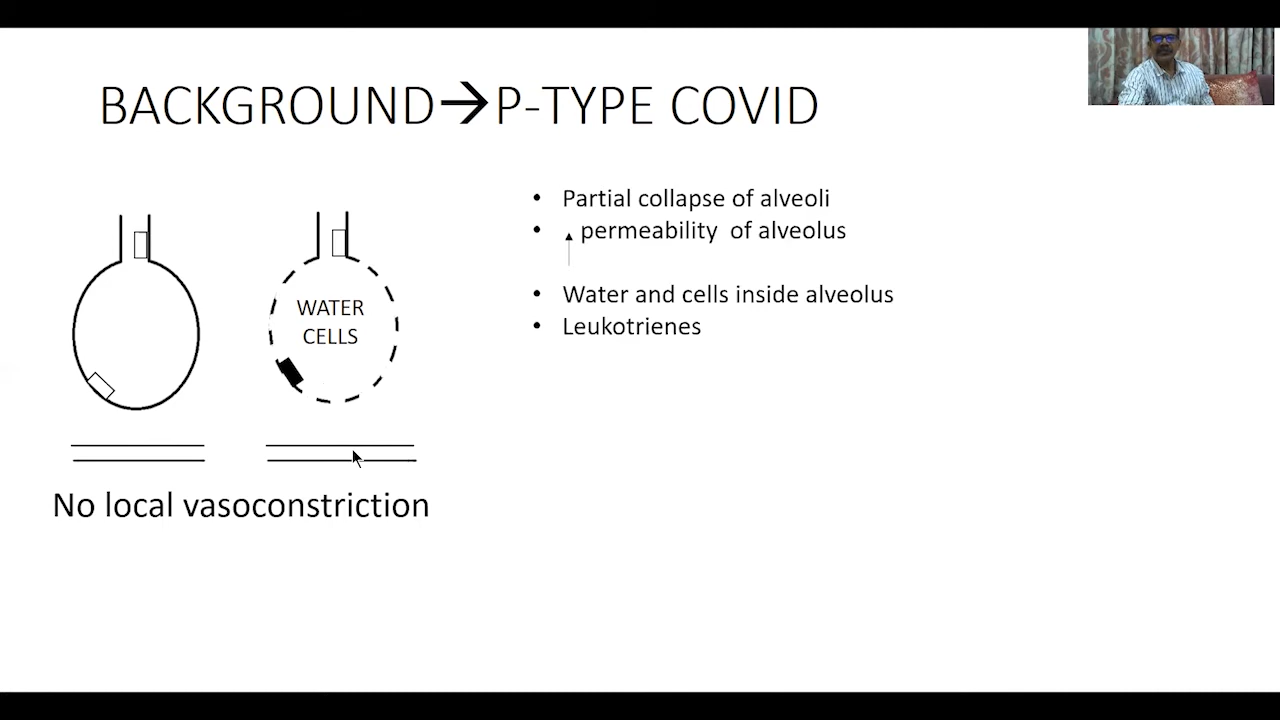 BACKGROUND→P-TYPE COVID
WATER
CELLS
No local vasoconstriction
• Partial collapse of alveoli
• ↑ permeability of alveolus
• Water and cells inside alveolus
• Leukotrienes